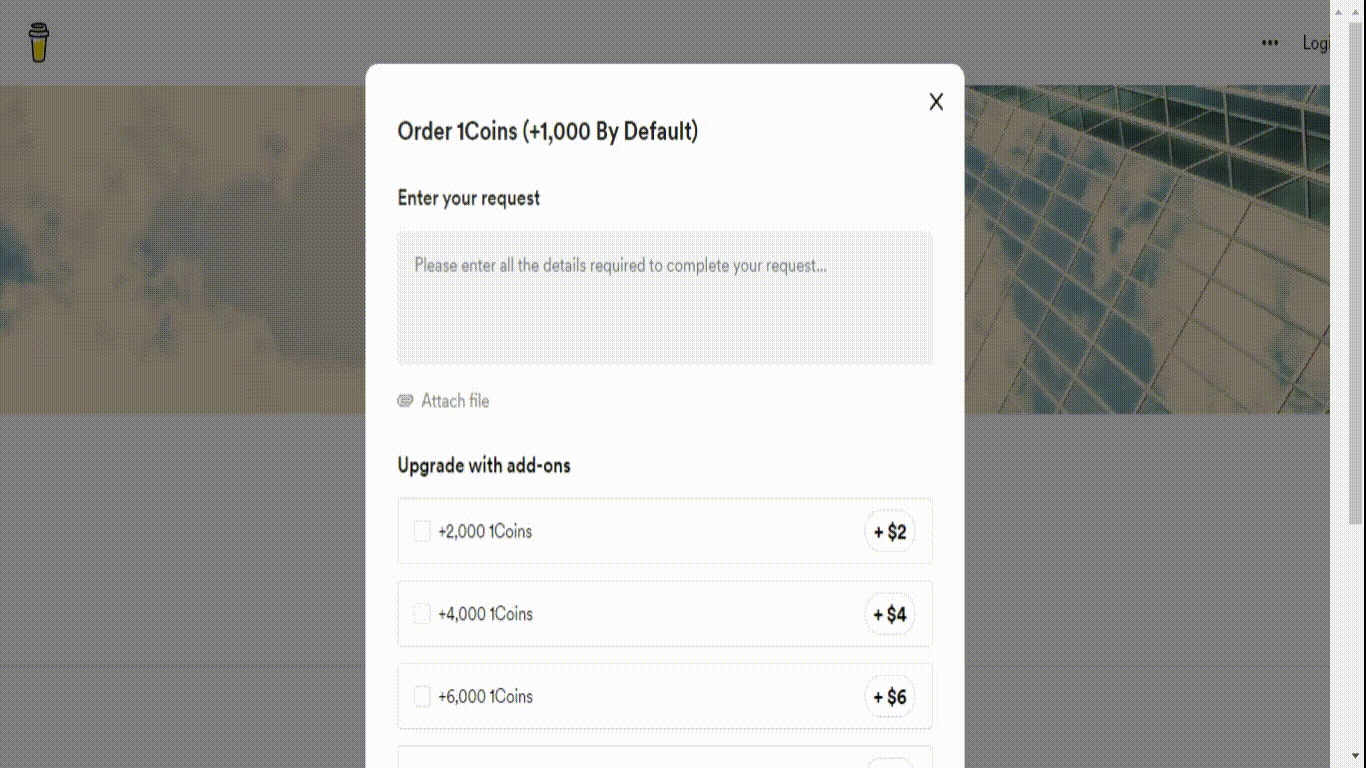 ••• Logi
X
Order 1Coins (+1,000 By Default)
Enter your request
Please enter all the details required to complete your request...
Attach file
Upgrade with add-ons
+2,000 1Coins + $2
+4,000 1Coins + $4
+6,000 1Coins + $6